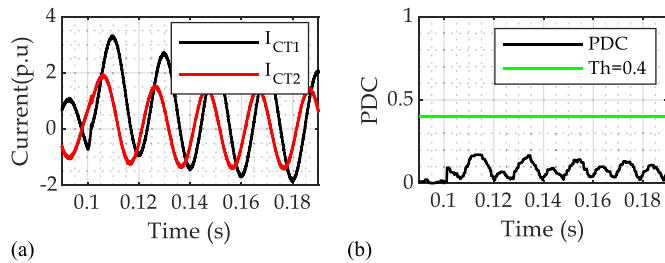 4
2
0
-2
Current(p.u)
I_CT1
I_CT2
0.1
0.12
0.14
0.16
0.18
Time (s)
(a)
1
0.5
0
PDC
PDC
Th=0.4
0.1
0.12
0.14
0.16
0.18
Time (s)
(b)